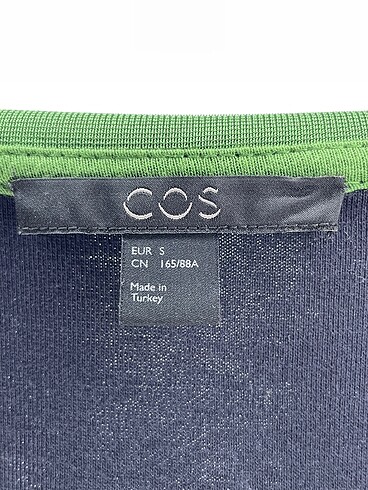 COS
EUR S
CN 165/88A
Made in
Turkey